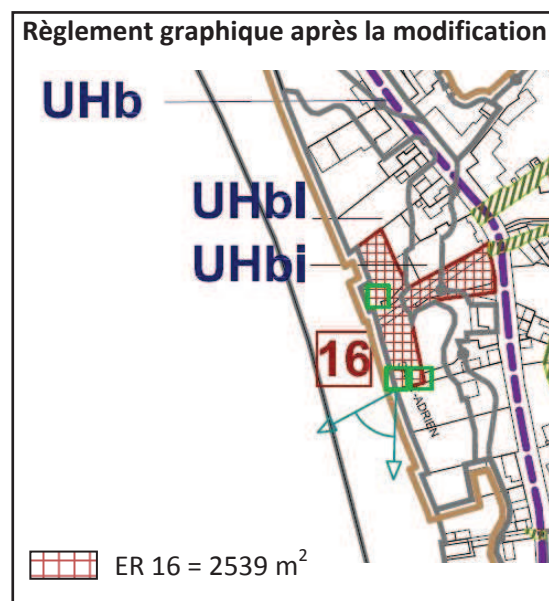 Règlement graphique après la modification
UHb
UHbl
UHbi
16
-ADRIEN
ER 16 = 2539 m²